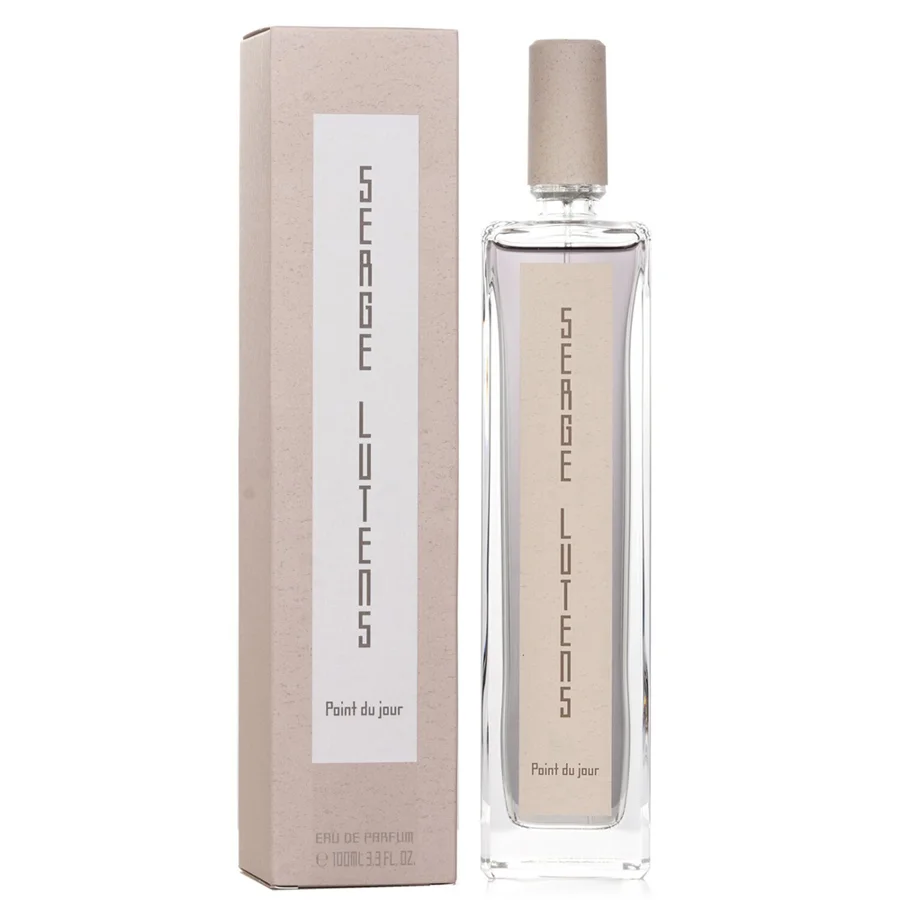 SERGE LUTENS
Point du jour
EAU DE PARFUM
℮ 100ML 3.3 FL. OZ.
SERGE LUTENS
Point du jour